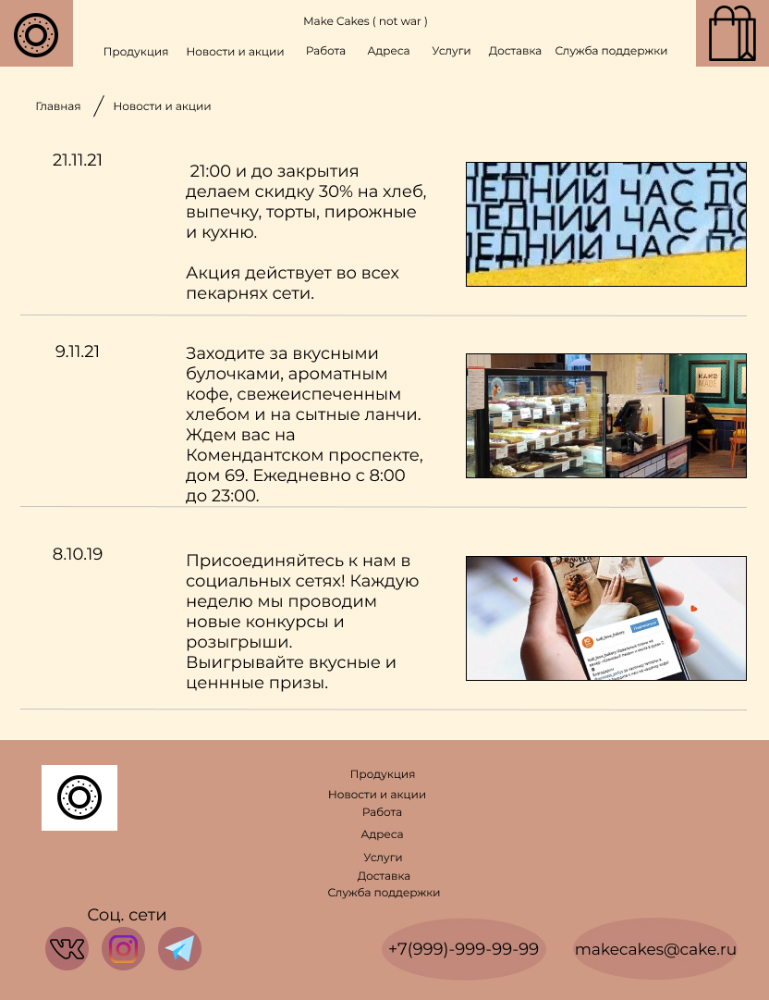 Make Cakes ( not war )
Продукция Новости и акции Работа Адреса Услуги Доставка Служба поддержки
Главная / Новости и акции
21.11.21
21:00 и до закрытия
делаем скидку 30% на хлеб,
выпечку, торты, пирожные
и кухню.
Акция действует во всех
пекарнях сети.
ЛЕДНИЙ ЧАС ДО
ЛЕДНИЙ ЧАС ДО
ЛЕДНИЙ ЧАС ДО
9.11.21
Заходите за вкусными
булочками, ароматным
кофе, свежеиспеченным
хлебом и на сытные ланчи.
Ждем вас на
Комендантском проспекте,
дом 69. Ежедневно с 8:00
до 23:00.
HAND
MADE
8.10.19
Присоединяйтесь к нам в
социальных сетях! Каждую
неделю мы проводим
новые конкурсы и
розыгрыши.
Выигрывайте вкусные и
ценнные призы.
Продукция
Новости и акции
Работа
Адреса
Услуги
Доставка
Служба поддержки
Соц. сети
+7(999)-999-99-99
makecakes@cake.ru